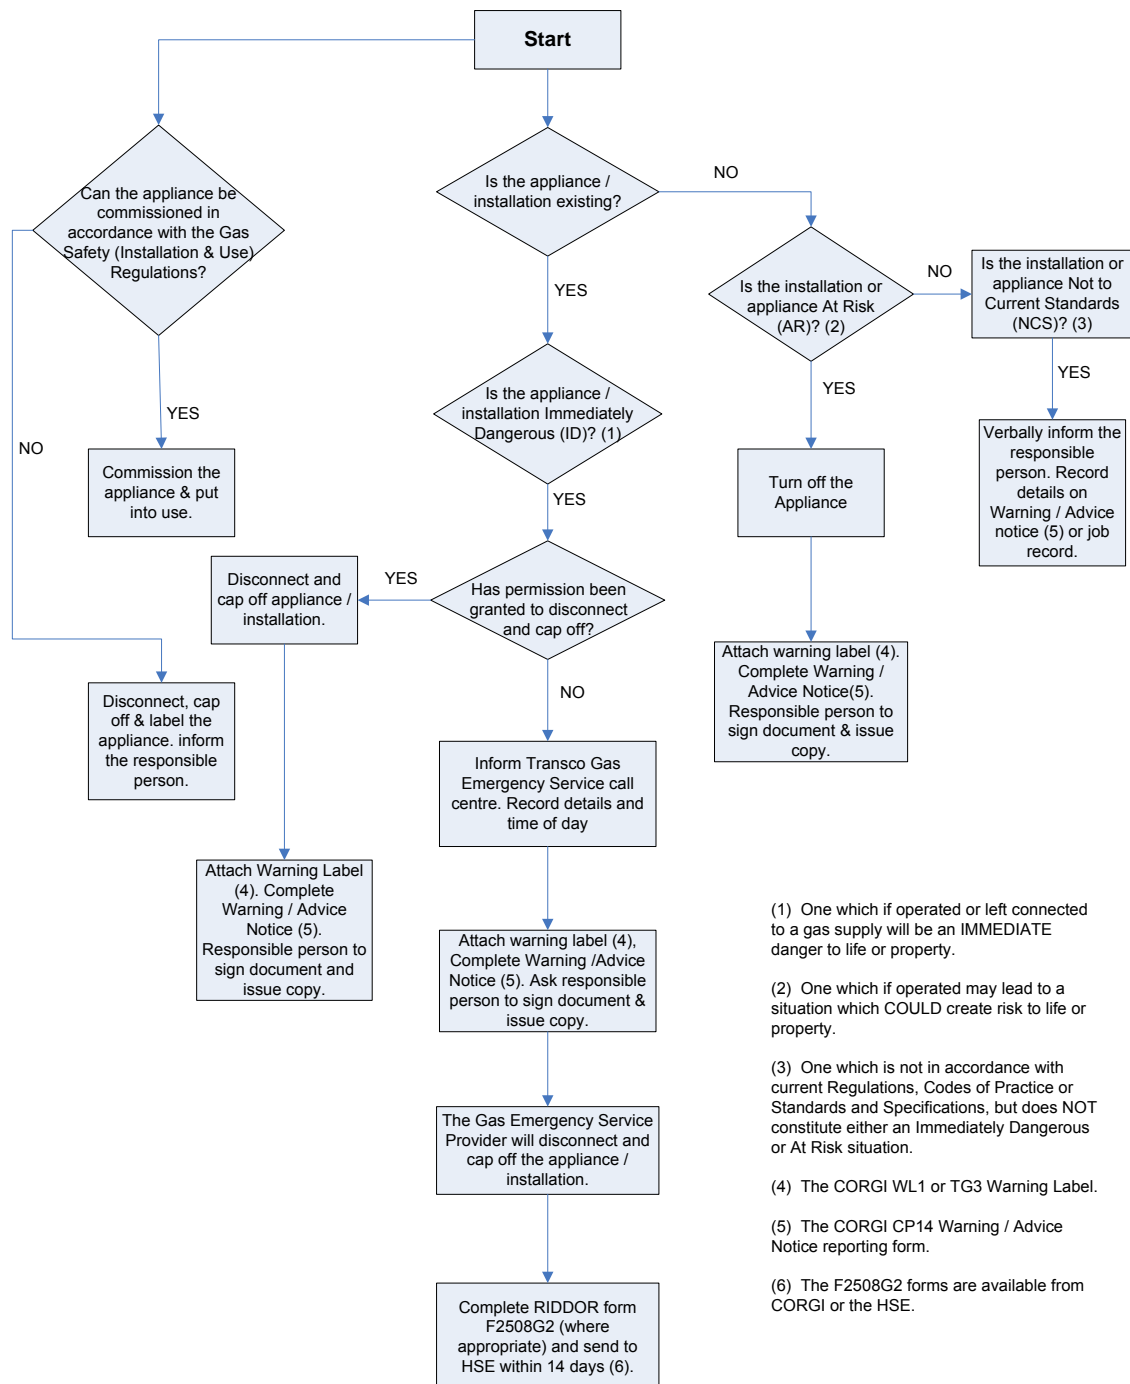 Start
Can the appliance be
commissioned in
accordance with the Gas
Safety (Installation & Use)
Regulations?
Is the appliance /
installation existing?
NO
Is the installation or
appliance At Risk
(AR)? (2)
NO
Is the installation or
appliance Not to
Current Standards
(NCS)? (3)
YES
YES
YES
YES
NO
Is the appliance /
installation Immediately
Dangerous (ID)? (1)
Commission the
appliance & put
into use.
Turn off the
Appliance
Verbally inform the
responsible
person. Record
details on
Warning / Advice
notice (5) or job
record.
YES
Disconnect and
cap off appliance /
installation.
YES
Has permission been
granted to disconnect
and cap off?
NO
Disconnect, cap
off & label the
appliance. inform
the responsible
person.
Attach warning label (4).
Complete Warning /
Advice Notice(5).
Responsible person to
sign document & issue
copy.
Inform Transco Gas
Emergency Service call
centre. Record details and
time of day
Attach Warning Label
(4). Complete
Warning / Advice
Notice (5).
Responsible person to
sign document and
issue copy.
Attach warning label (4),
Complete Warning /Advice
Notice (5). Ask responsible
person to sign document &
issue copy.
The Gas Emergency Service
Provider will disconnect and
cap off the appliance /
installation.
Complete RIDDOR form
F2508G2 (where
appropriate) and send to
HSE within 14 days (6).
(1) One which if operated or left connected
to a gas supply will be an IMMEDIATE
danger to life or property.
(2) One which if operated may lead to a
situation which COULD create risk to life or
property.
(3) One which is not in accordance with
current Regulations, Codes of Practice or
Standards and Specifications, but does NOT
constitute either an Immediately Dangerous
or At Risk situation.
(4) The CORGI WL1 or TG3 Warning Label.
(5) The CORGI CP14 Warning / Advice
Notice reporting form.
(6) The F2508G2 forms are available from
CORGI or the HSE.